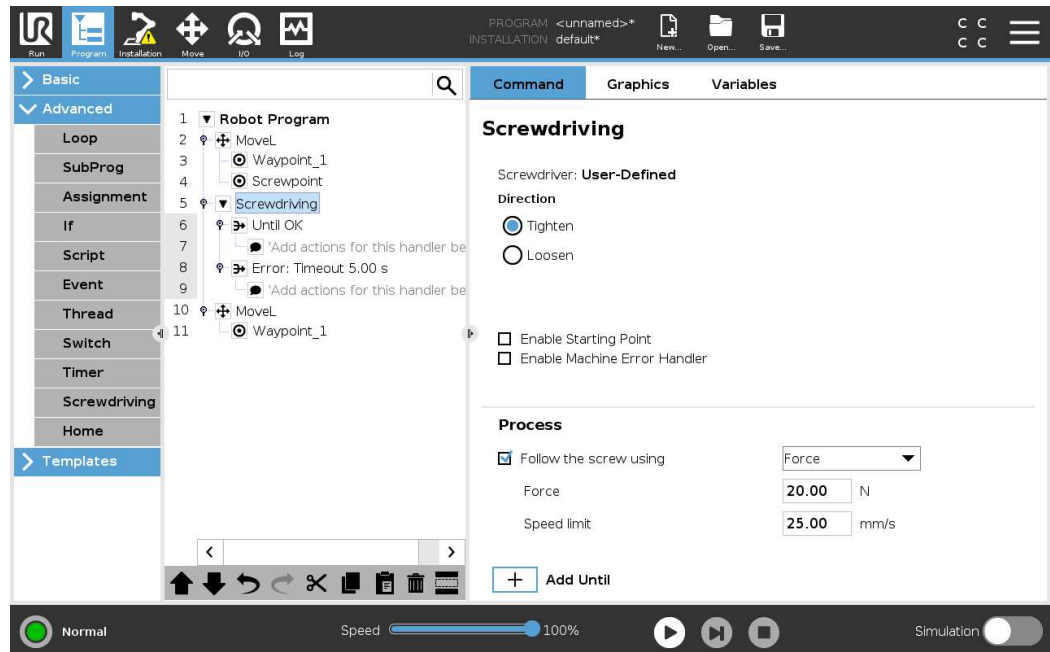 UR
PROGRAM <unnamed>*
INSTALLATION default*
Run Program Installation Move I/O Log New... Open... Save...
C C
C C
Basic
Advanced
Loop
SubProg
Assignment
If
Script
Event
Thread
Switch
Timer
Screwdriving
Home
Templates
1 Robot Program
2 MoveL
3 Waypoint_1
4 Screwpoint
5 Screwdriving
6 Until OK
7 'Add actions for this handler be
8 Error: Timeout 5.00 s
9 'Add actions for this handler be
10 MoveL
11 Waypoint_1
Command Graphics Variables
Screwdriving
Screwdriver: User-Defined
Direction
Tighten
Loosen
Enable Starting Point
Enable Machine Error Handler
Process
Follow the screw using Force
Force 20.00 N
Speed limit 25.00 mm/s
+ Add Until
Normal Speed 100% Simulation